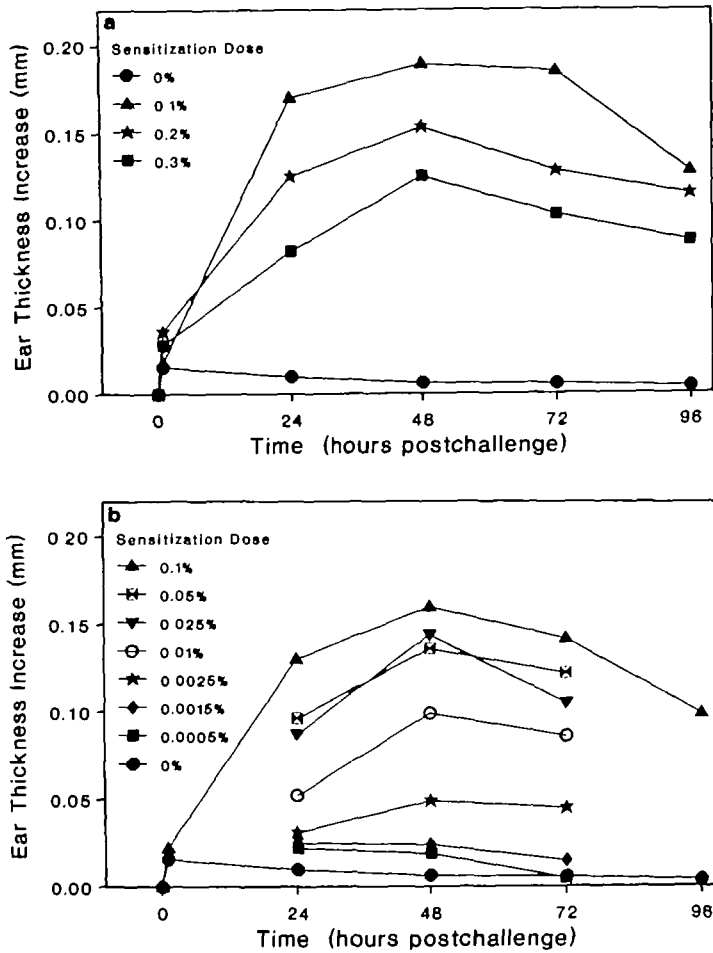 a
Sensitization Dose
0%
0 1%
0.2%
0.3%
Ear Thickness Increase (mm)
0.20
0.15
0.10
0.05
0.00
0 24 48 72 96
Time (hours postchallenge)
b
Sensitization Dose
0.1%
0.05%
0 025%
0 01%
0 0025%
0.0015%
0.0005%
0%
Ear Thickness Increase (mm)
0 20
0.15
0.10
0.05
0.00
0 24 48 72 96
Time (hours postchallenge)